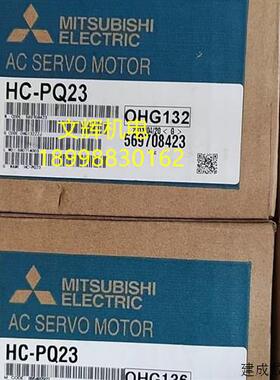 MITSUBISHI
ELECTRIC
AC SERVO MOTOR
HC-PQ23
OHG132
569708423
文辉机电
18998830162
MITSUBISHI
ELECTRIC
AC SERVO MOTOR
HC-PQ23
OHG136
建成